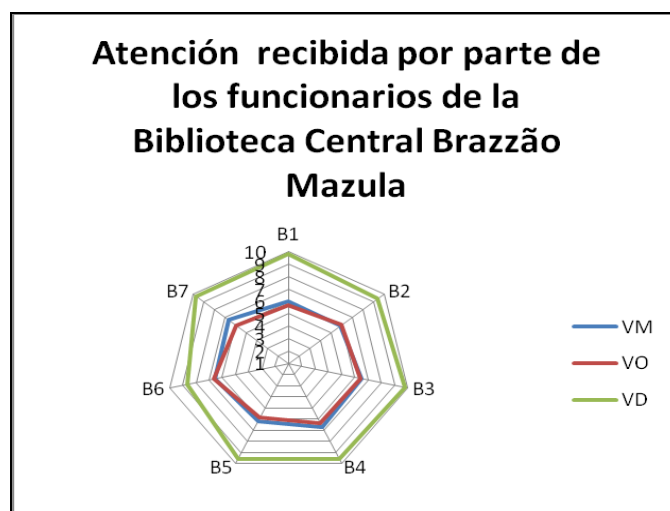 Atención recibida por parte de
los funcionarios de la
Biblioteca Central Brazzão
Mazula
B1
10
9
8
7
6
5
4
3
2
1
B2
B3
B4
B5
B6
B7
VM
VO
VD